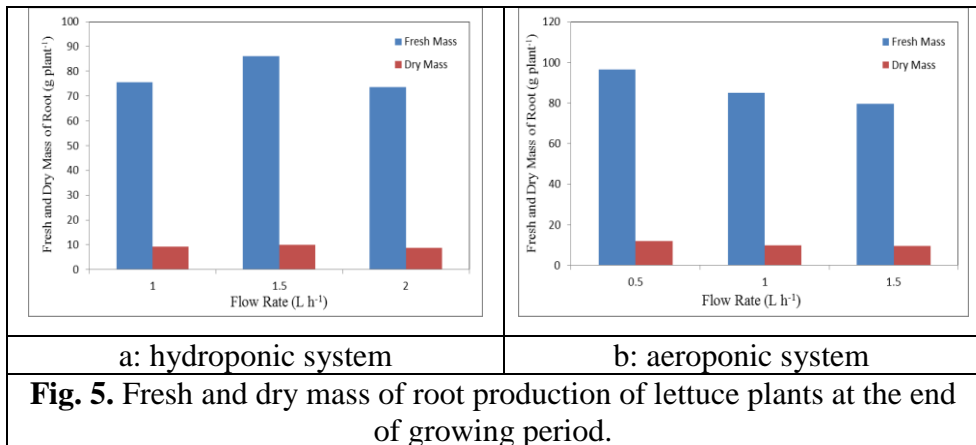 100
90
80
70
60
50
40
30
20
10
0
Fresh and Dry Mass of Root (g plant⁻¹)
Fresh Mass
Dry Mass
1 1.5 2
Flow Rate (L h⁻¹)
120
100
80
60
40
20
0
Fresh and Dry Mass of Root (g plant⁻¹)
Fresh Mass
Dry Mass
0.5 1 1.5
Flow Rate (L h⁻¹)
a: hydroponic system
b: aeroponic system
Fig. 5. Fresh and dry mass of root production of lettuce plants at the end
of growing period.